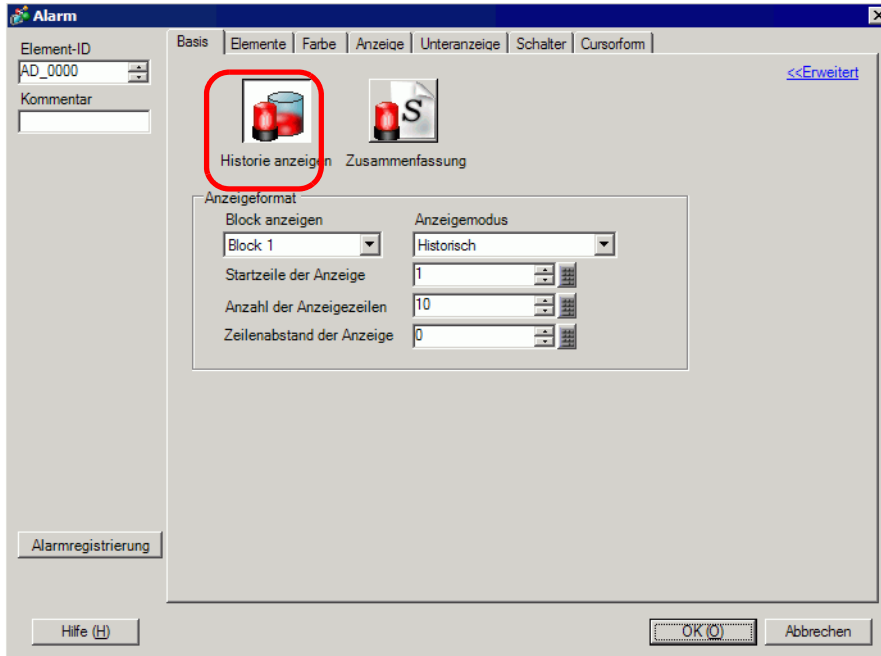 Alarm
Element-ID
AD_0000
Kommentar
Basis Elemente Farbe Anzeige Unteranzeige Schalter Cursorform
<<Erweitert
S
Historie anzeigen Zusammenfassung
Anzeigeformat
Block anzeigen Anzeigemodus
Block 1 Historisch
Startzeile der Anzeige 1
Anzahl der Anzeigezeilen 10
Zeilenabstand der Anzeige 0
Alarmregistrierung
Hilfe (H) OK (O) Abbrechen